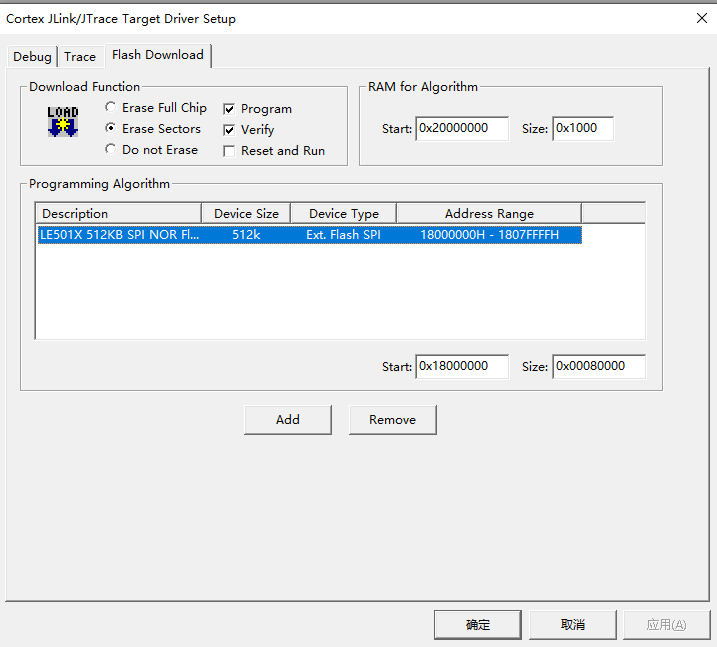 Cortex JLink/JTrace Target Driver Setup
Debug Trace Flash Download
Download Function
LOAD
Erase Full Chip
Erase Sectors
Do not Erase
Program
Verify
Reset and Run
RAM for Algorithm
Start: 0x20000000 Size: 0x1000
Programming Algorithm
Description Device Size Device Type Address Range
LE501X 512KB SPI NOR Fl... 512k Ext. Flash SPI 18000000H - 1807FFFFH
Start: 0x18000000 Size: 0x00080000
Add Remove
确定 取消 应用(A)